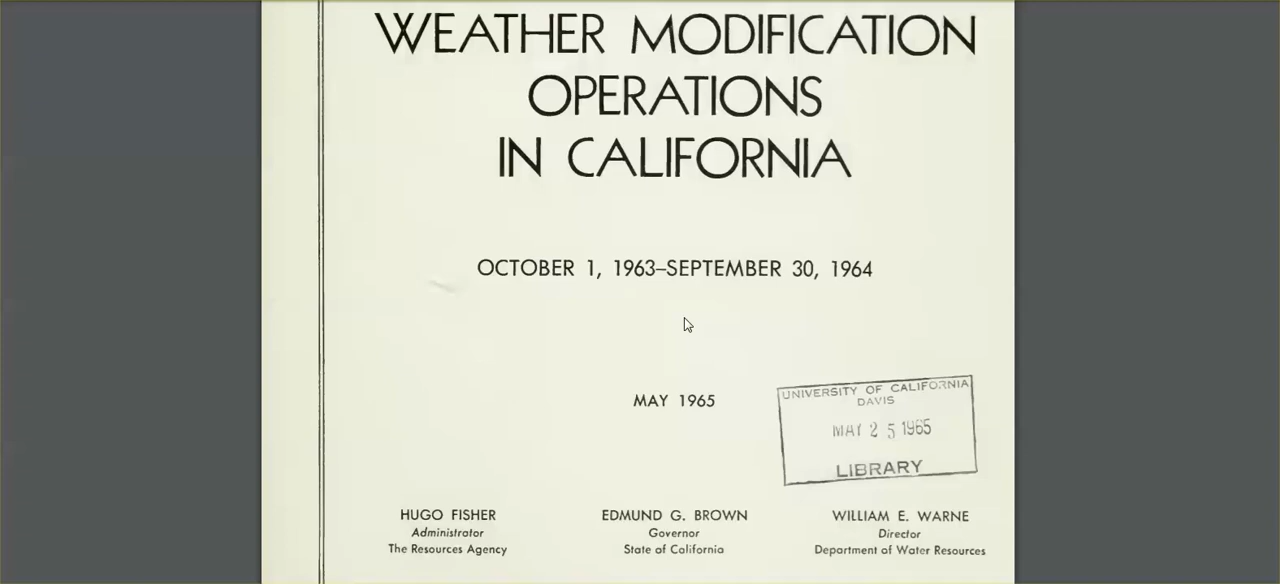 WEATHER MODIFICATION
OPERATIONS
IN CALIFORNIA
OCTOBER 1, 1963–SEPTEMBER 30, 1964
MAY 1965
UNIVERSITY OF CALIFORNIA
DAVIS
MAY 25 1965
LIBRARY
HUGO FISHER
Administrator
The Resources Agency
EDMUND G. BROWN
Governor
State of California
WILLIAM E. WARNE
Director
Department of Water Resources